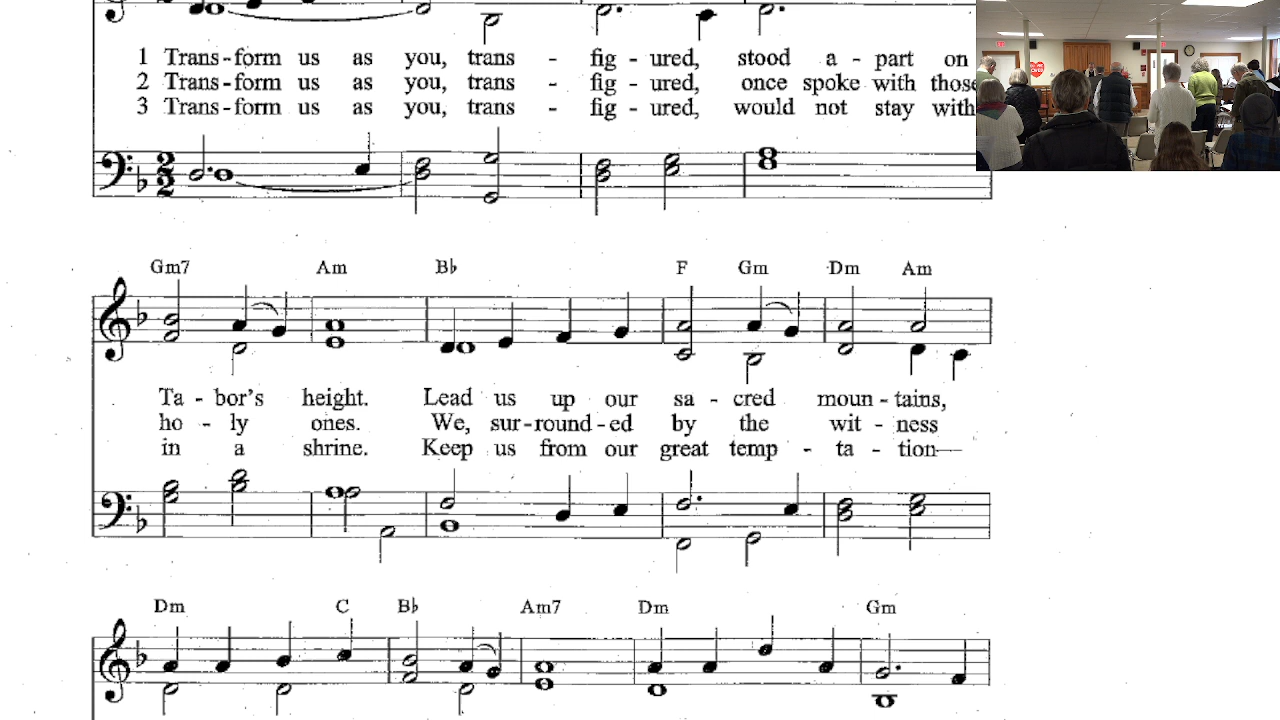 1 Trans-form us as you, trans - fig - ured, stood a - part on
2 Trans-form us as you, trans - fig - ured, once spoke with those
3 Trans-form us as you, trans - fig - ured, would not stay with
Gm7 Am Bb F Gm Dm Am
Ta - bor's height. Lead us up our sa - cred moun - tains,
ho - ly ones. We, sur-round-ed by the wit - ness
in a shrine. Keep us from our great temp - ta - tion—
Dm C Bb Am7 Dm Gm